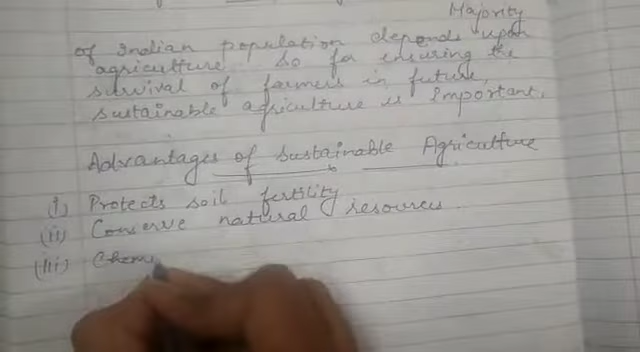 Majority
of Indian population depends upon
agriculture. So for ensuring the
survival of farmers in future,
sustainable agriculture is important.
Advantages of sustainable Agriculture
(i) Protects soil fertility
(ii) Conserve natural resources.
(iii) Chem